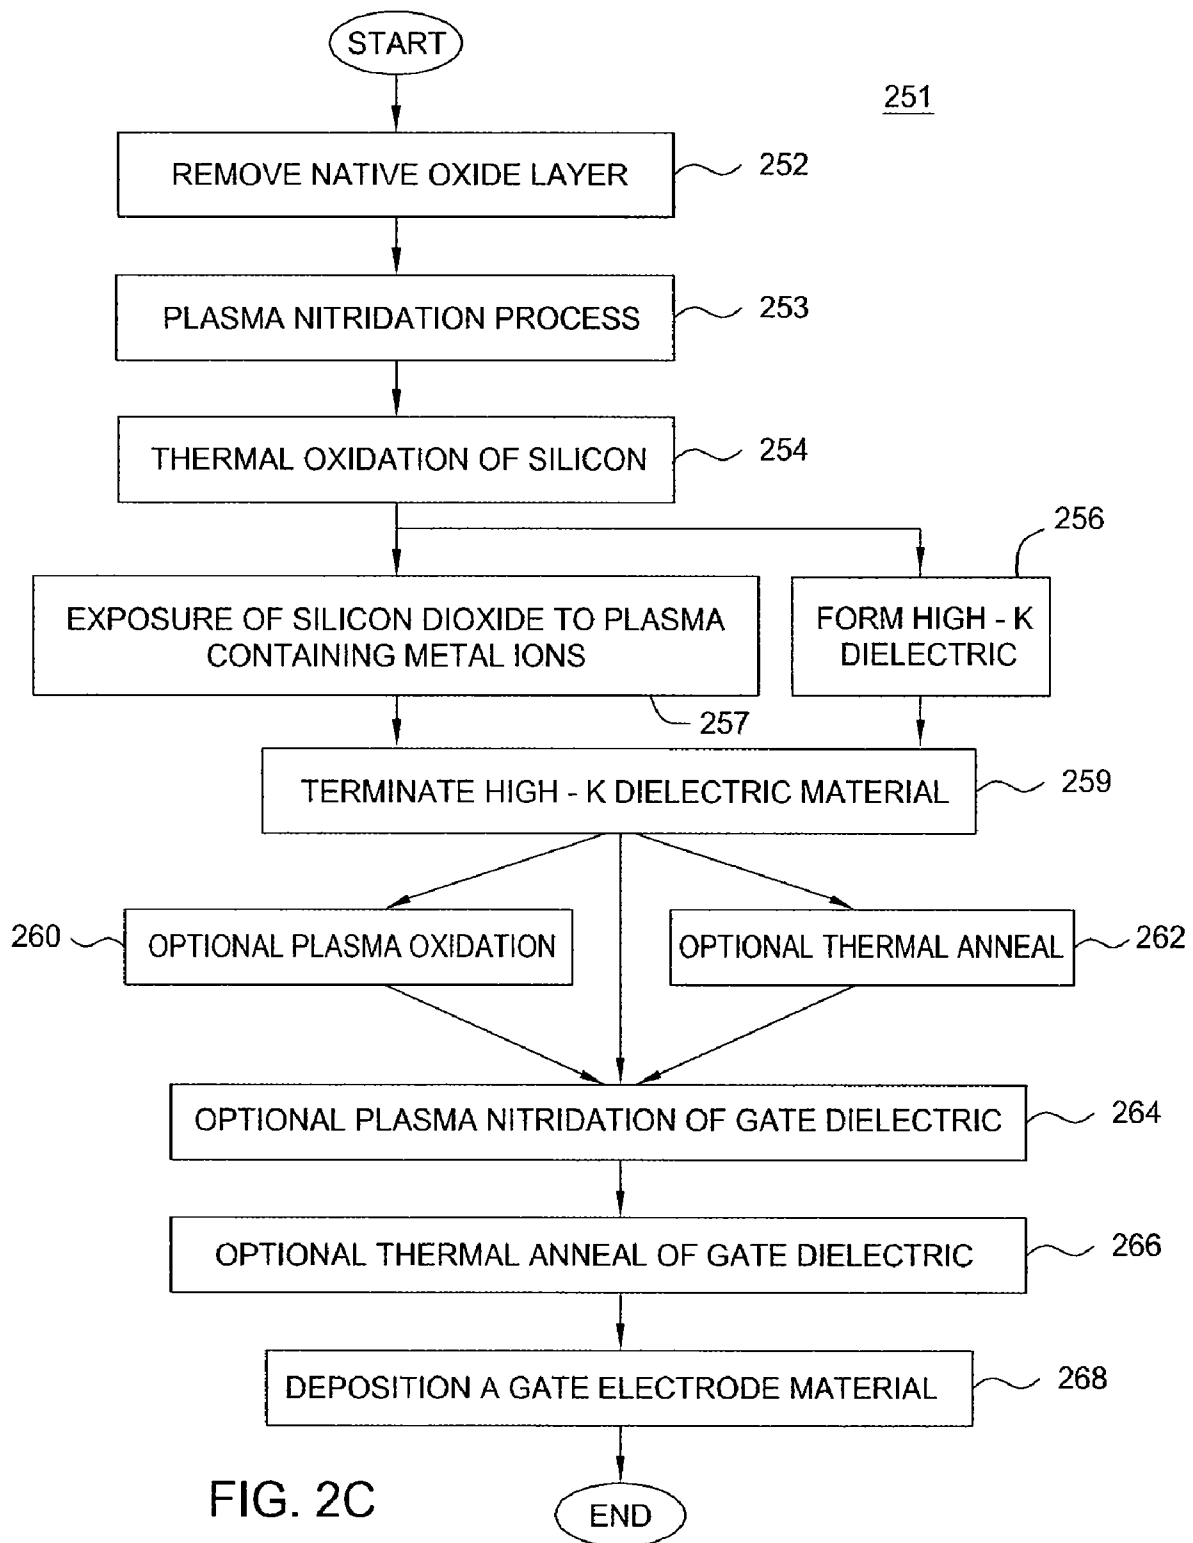 START
251
REMOVE NATIVE OXIDE LAYER
252
PLASMA NITRIDATION PROCESS
253
THERMAL OXIDATION OF SILICON
254
256
EXPOSURE OF SILICON DIOXIDE TO PLASMA
CONTAINING METAL IONS
FORM HIGH - K
DIELECTRIC
257
TERMINATE HIGH - K DIELECTRIC MATERIAL
259
260
OPTIONAL PLASMA OXIDATION
OPTIONAL THERMAL ANNEAL
262
OPTIONAL PLASMA NITRIDATION OF GATE DIELECTRIC
264
OPTIONAL THERMAL ANNEAL OF GATE DIELECTRIC
266
DEPOSITION A GATE ELECTRODE MATERIAL
268
FIG. 2C
END